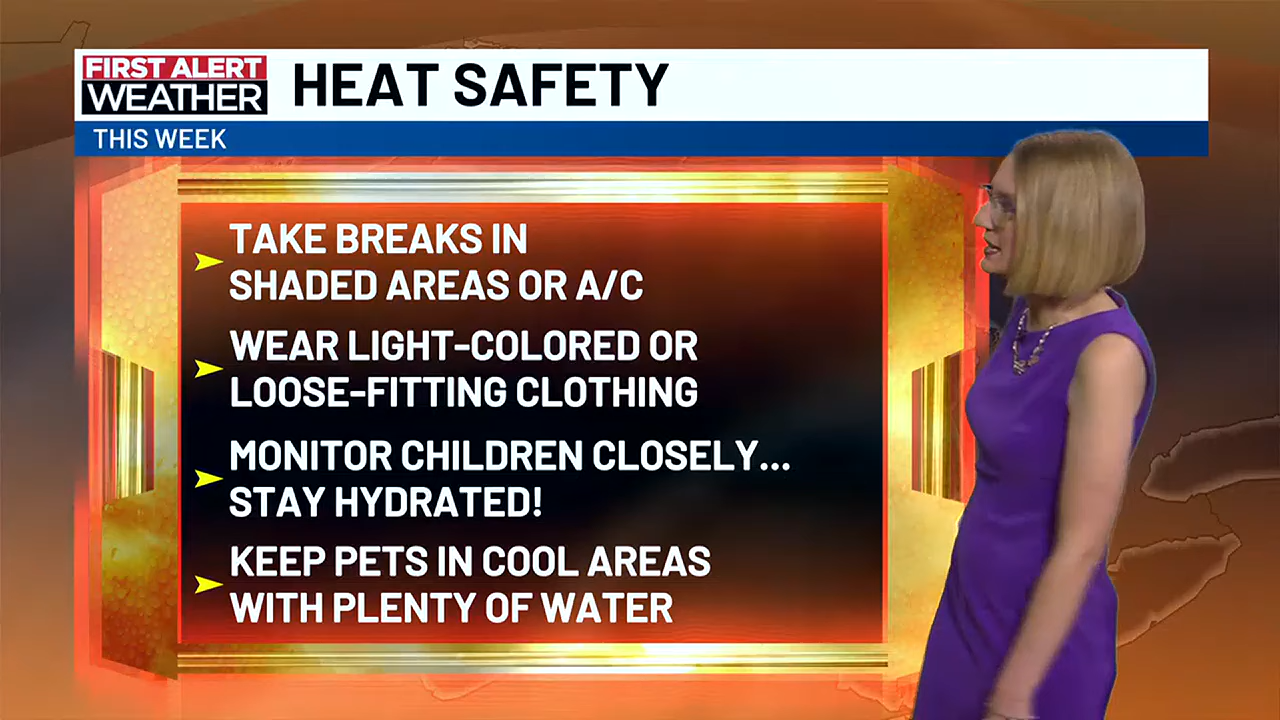 FIRST ALERT
WEATHER
HEAT SAFETY
THIS WEEK
TAKE BREAKS IN
SHADED AREAS OR A/C
WEAR LIGHT-COLORED OR
LOOSE-FITTING CLOTHING
MONITOR CHILDREN CLOSELY...
STAY HYDRATED!
KEEP PETS IN COOL AREAS
WITH PLENTY OF WATER